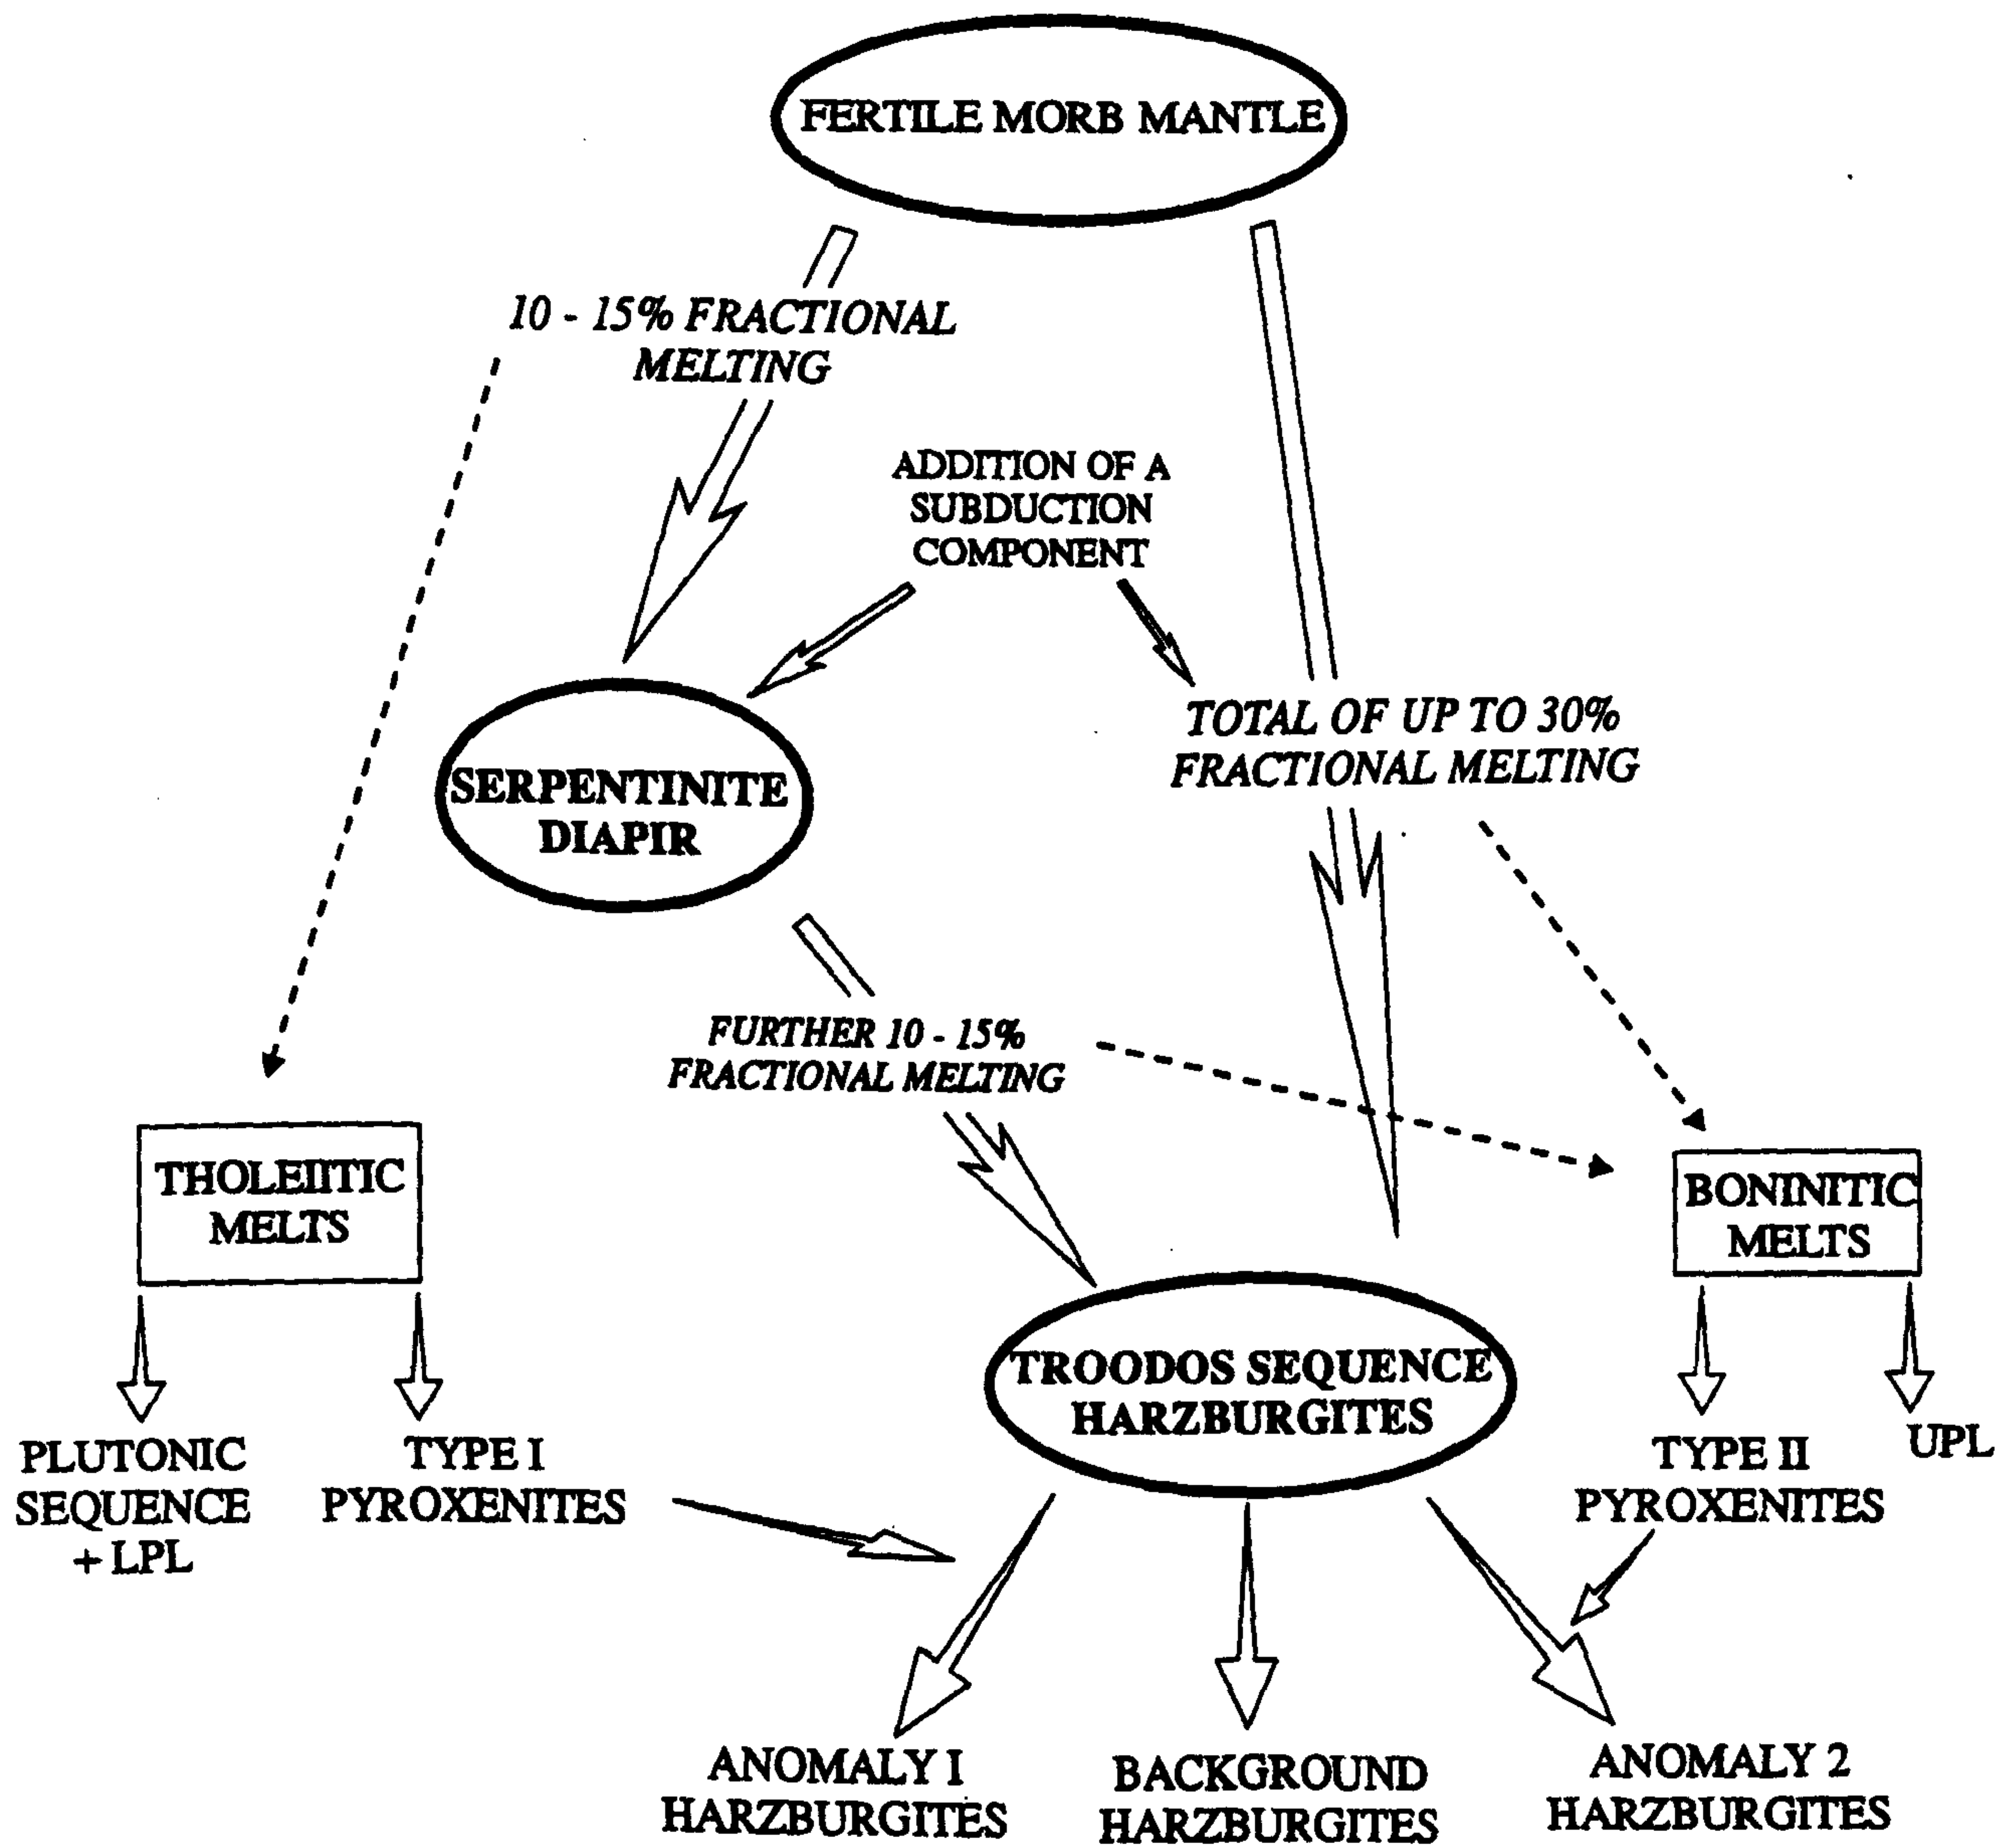 FERTILE MORB MANTLE
10 - 15% FRACTIONAL
MELTING
ADDITION OF A
SUBDUCTION
COMPONENT
SERPENTINITE
DIAPIR
TOTAL OF UP TO 30%
FRACTIONAL MELTING
FURTHER 10 - 15%
FRACTIONAL MELTING
THOLEIITIC
MELTS
BONINITIC
MELTS
TROODOS SEQUENCE
HARZBURGITES
PLUTONIC
SEQUENCE
+ LPL
TYPE I
PYROXENITES
TYPE II
PYROXENITES
UPL
ANOMALY I
HARZBURGITES
BACKGROUND
HARZBURGITES
ANOMALY 2
HARZBURGITES